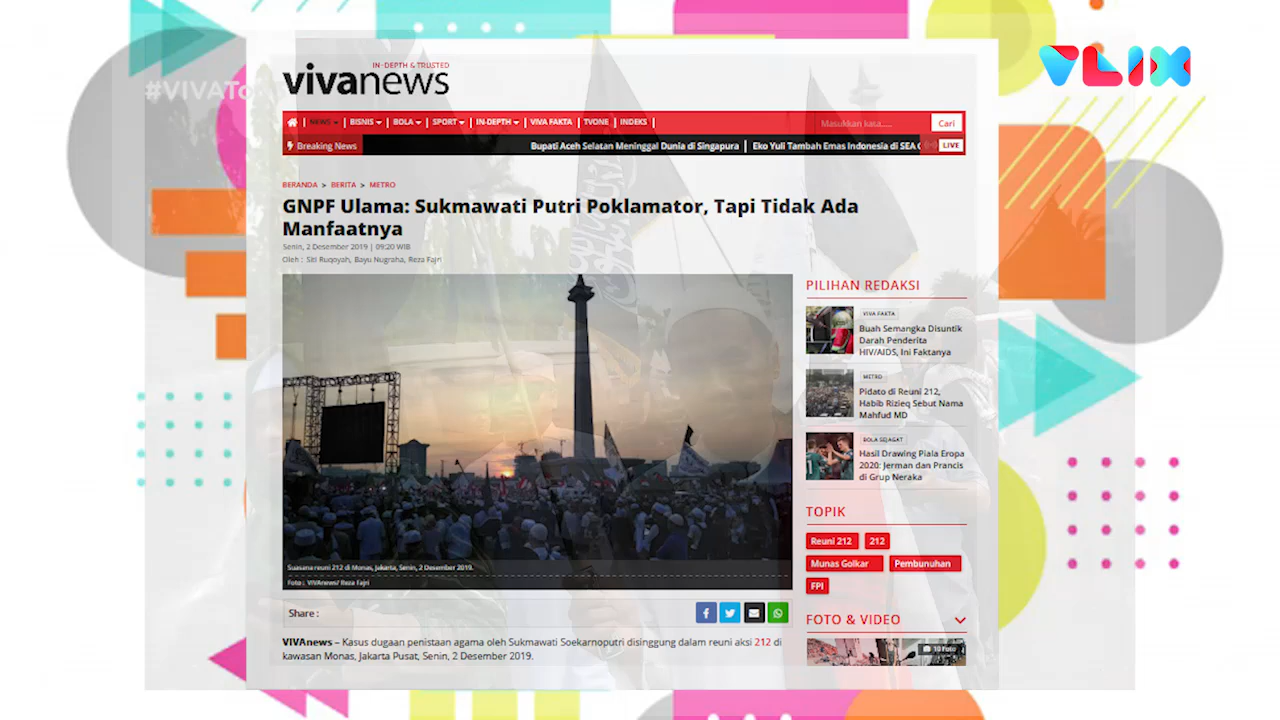 #VIVATo
VLIX
IN-DEPTH & TRUSTED
vivanews
NEWS | BISNIS | BOLA | SPORT | IN-DEPTH | VIVA FAKTA | TVONE | INDEKS |
Masukkan kata.....
Cari
Breaking News
Bupati Aceh Selatan Meninggal Dunia di Singapura | Eko Yuli Tambah Emas Indonesia di SEA G
LIVE
BERANDA > BERITA > METRO
GNPF Ulama: Sukmawati Putri Poklamator, Tapi Tidak Ada
Manfaatnya
Senin, 2 Desember 2019 | 09:20 WIB
Oleh : Siti Ruqoyah, Bayu Nugraha, Reza Fajri
Suasana reuni 212 di Monas, Jakarta, Senin, 2 Desember 2019.
Foto : VIVAnews/ Reza Fajri
Share :
VIVAnews – Kasus dugaan penistaan agama oleh Sukmawati Soekarnoputri disinggung dalam reuni aksi 212 di
kawasan Monas, Jakarta Pusat, Senin, 2 Desember 2019.
PILIHAN REDAKSI
VIVA FAKTA
Buah Semangka Disuntik
Darah Penderita
HIV/AIDS, Ini Faktanya
METRO
Pidato di Reuni 212,
Habib Rizieq Sebut Nama
Mahfud MD
BOLA SEJAGAT
Hasil Drawing Piala Eropa
2020: Jerman dan Prancis
di Grup Neraka
TOPIK
Reuni 212
212
Munas Golkar
Pembunuhan
FPI
FOTO & VIDEO
10 Foto